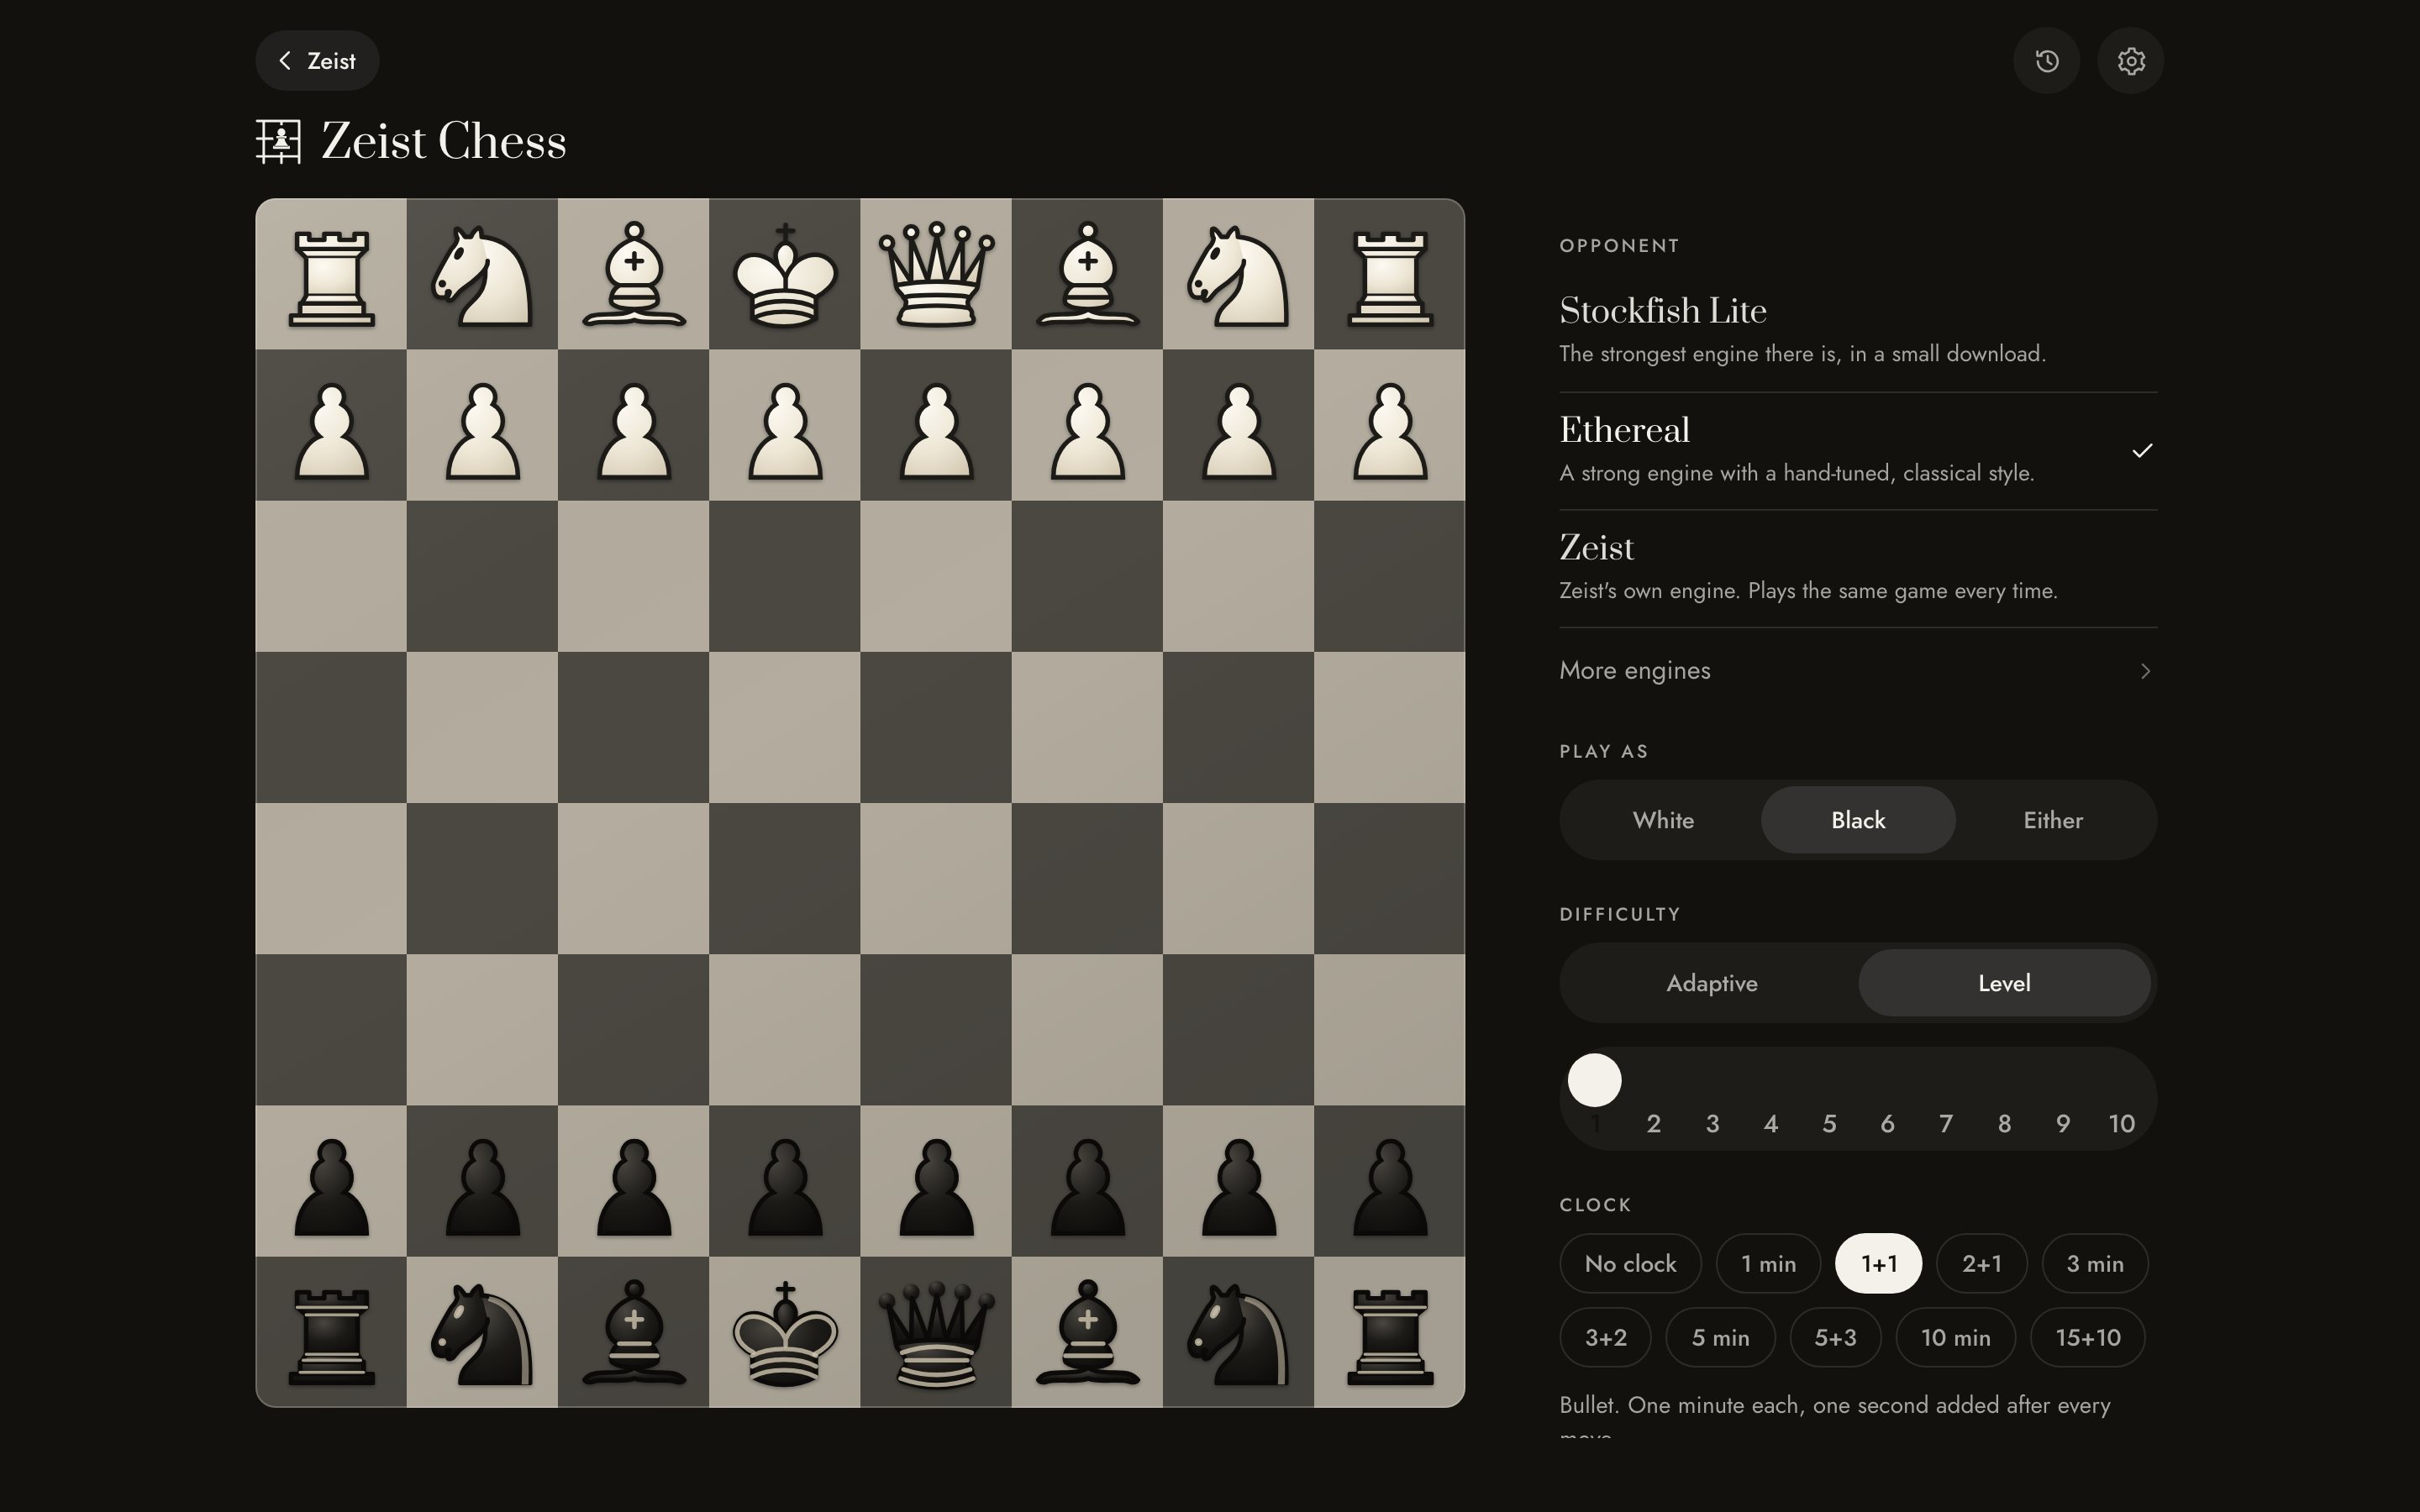 Zeist
Zeist Chess
OPPONENT
Stockfish Lite
The strongest engine there is, in a small download.
Ethereal
A strong engine with a hand-tuned, classical style.
Zeist
Zeist's own engine. Plays the same game every time.
More engines
PLAY AS
White Black Either
DIFFICULTY
Adaptive Level
1 2 3 4 5 6 7 8 9 10
CLOCK
No clock 1 min 1+1 2+1 3 min
3+2 5 min 5+3 10 min 15+10
Bullet. One minute each, one second added after every